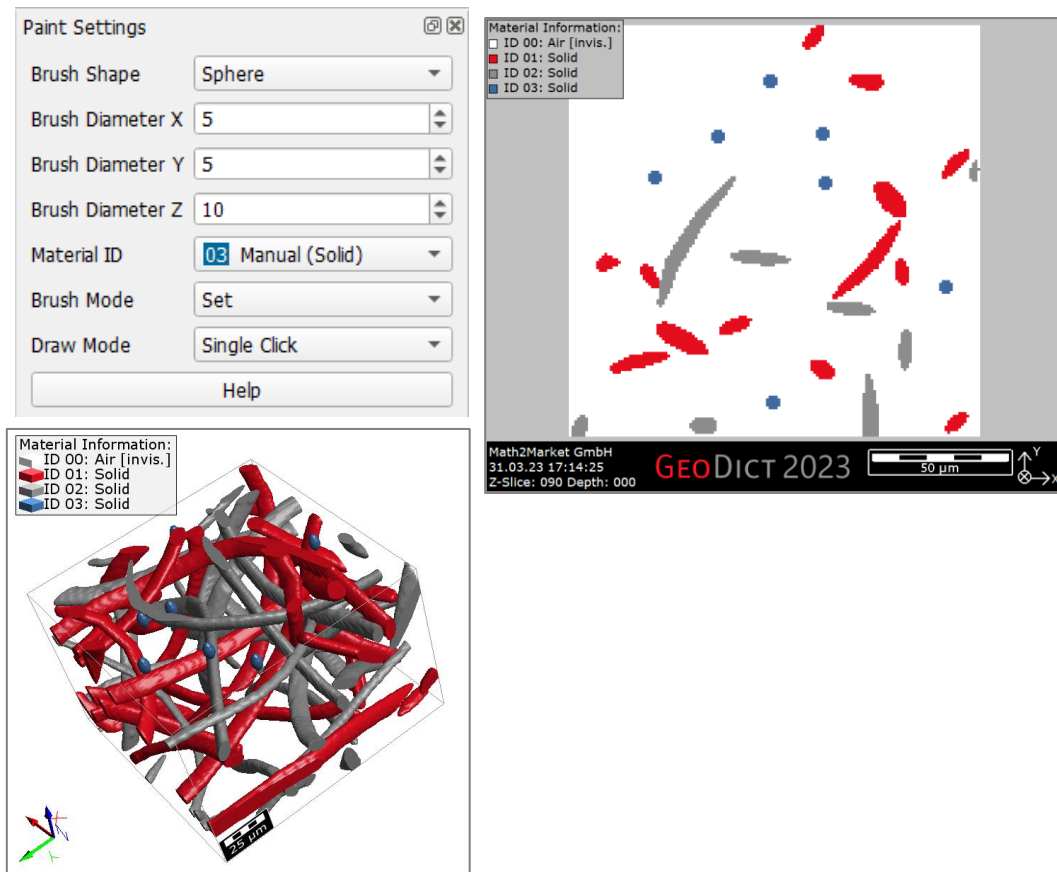 Paint Settings
Brush Shape Sphere
Brush Diameter X 5
Brush Diameter Y 5
Brush Diameter Z 10
Material ID 03 Manual (Solid)
Brush Mode Set
Draw Mode Single Click
Help
Material Information:
ID 00: Air [invis.]
ID 01: Solid
ID 02: Solid
ID 03: Solid
Math2Market GmbH
31.03.23 17:14:25
Z-Slice: 090 Depth: 000
GEODICT 2023
50 µm
Y
X
Material Information:
ID 00: Air [invis.]
ID 01: Solid
ID 02: Solid
ID 03: Solid
25 µm